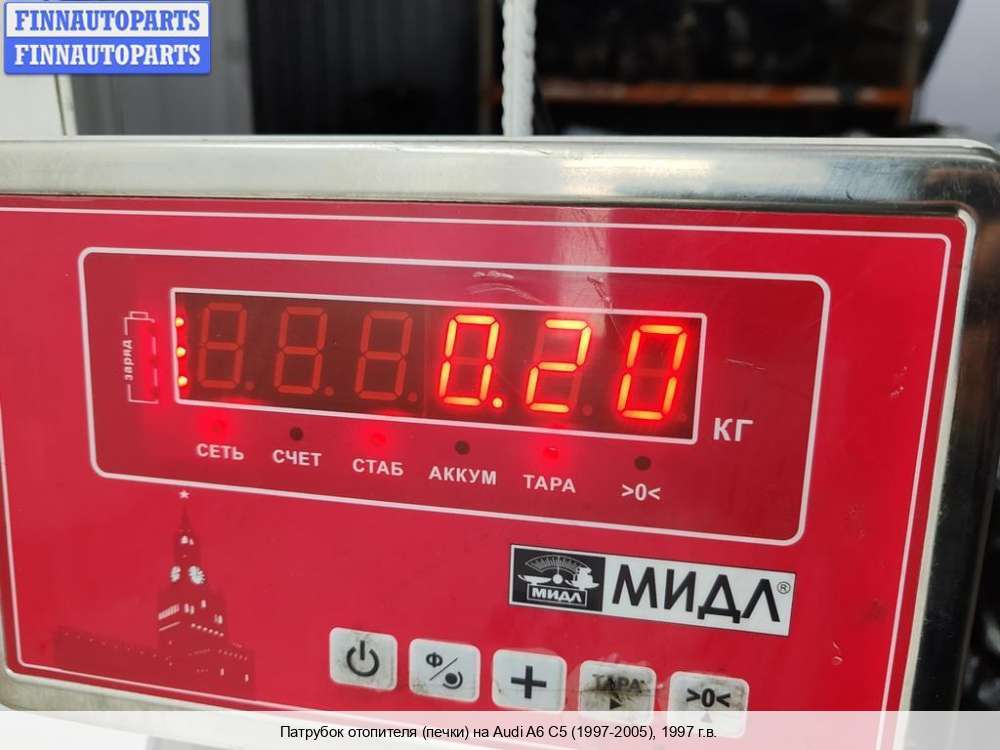 FINNAUTOPARTS
FINNAUTOPARTS
заряд
0.20
КГ
СЕТЬ СЧЕТ СТАБ АККУМ ТАРА >0<
МИДЛ
МИДЛ®
Ф
+
ТАРА
>0<
Патрубок отопителя (печки) на Audi A6 C5 (1997-2005), 1997 г.в.